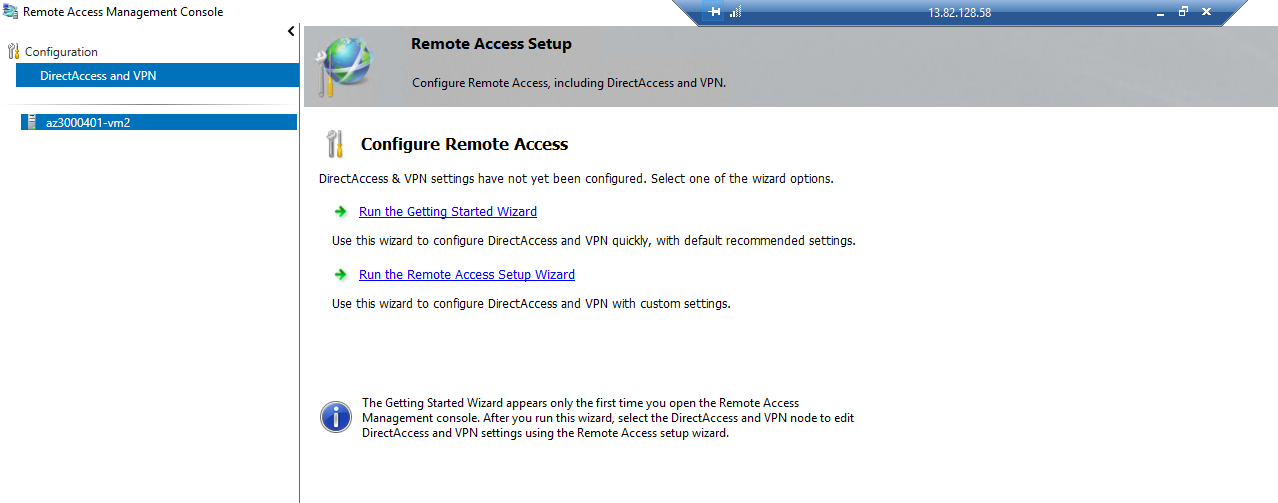 Remote Access Management Console
13.82.128.58
Configuration
DirectAccess and VPN
az3000401-vm2
Remote Access Setup
Configure Remote Access, including DirectAccess and VPN.
Configure Remote Access
DirectAccess & VPN settings have not yet been configured. Select one of the wizard options.
Run the Getting Started Wizard
Use this wizard to configure DirectAccess and VPN quickly, with default recommended settings.
Run the Remote Access Setup Wizard
Use this wizard to configure DirectAccess and VPN with custom settings.
The Getting Started Wizard appears only the first time you open the Remote Access
Management console. After you run this wizard, select the DirectAccess and VPN node to edit
DirectAccess and VPN settings using the Remote Access setup wizard.